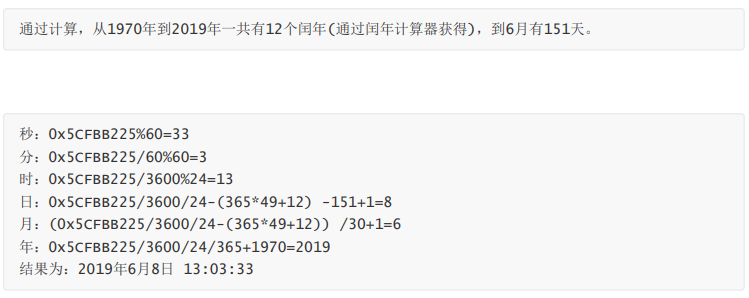 通过计算，从1970年到2019年一共有12个闰年(通过闰年计算器获得)，到6月有151天。
秒：0x5CFBB225%60=33
分：0x5CFBB225/60%60=3
时：0x5CFBB225/3600%24=13
日：0x5CFBB225/3600/24-(365*49+12) -151+1=8
月：(0x5CFBB225/3600/24-(365*49+12)) /30+1=6
年：0x5CFBB225/3600/24/365+1970=2019
结果为：2019年6月8日 13:03:33